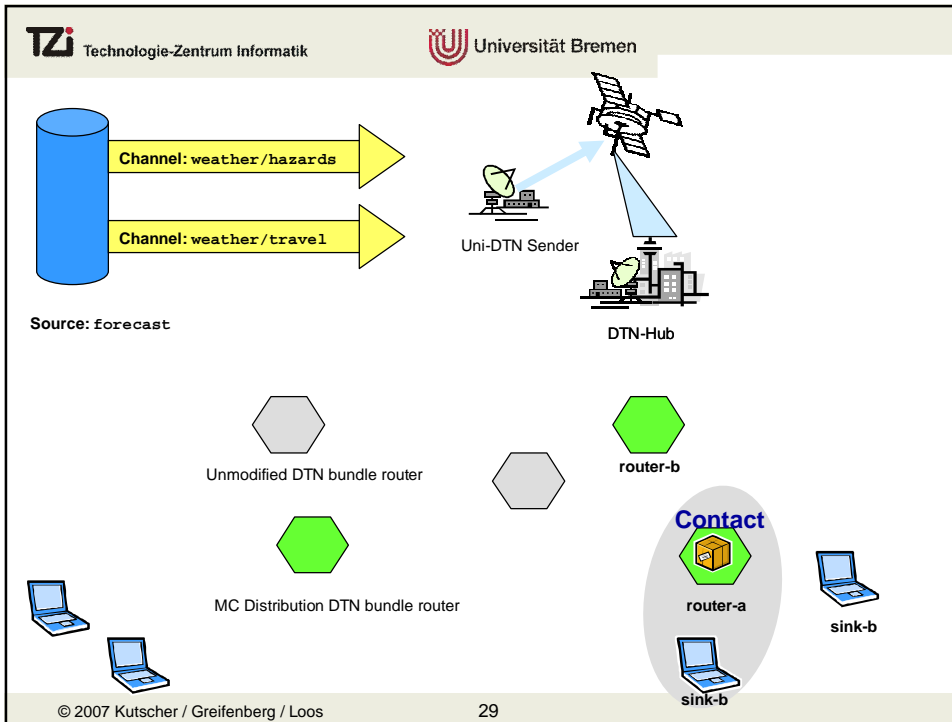 TZi Technologie-Zentrum Informatik
Universität Bremen
Channel: weather/hazards
Channel: weather/travel
Source: forecast
Uni-DTN Sender
DTN-Hub
Unmodified DTN bundle router
router-b
Contact
MC Distribution DTN bundle router
router-a
sink-b
sink-b
© 2007 Kutscher / Greifenberg / Loos
29